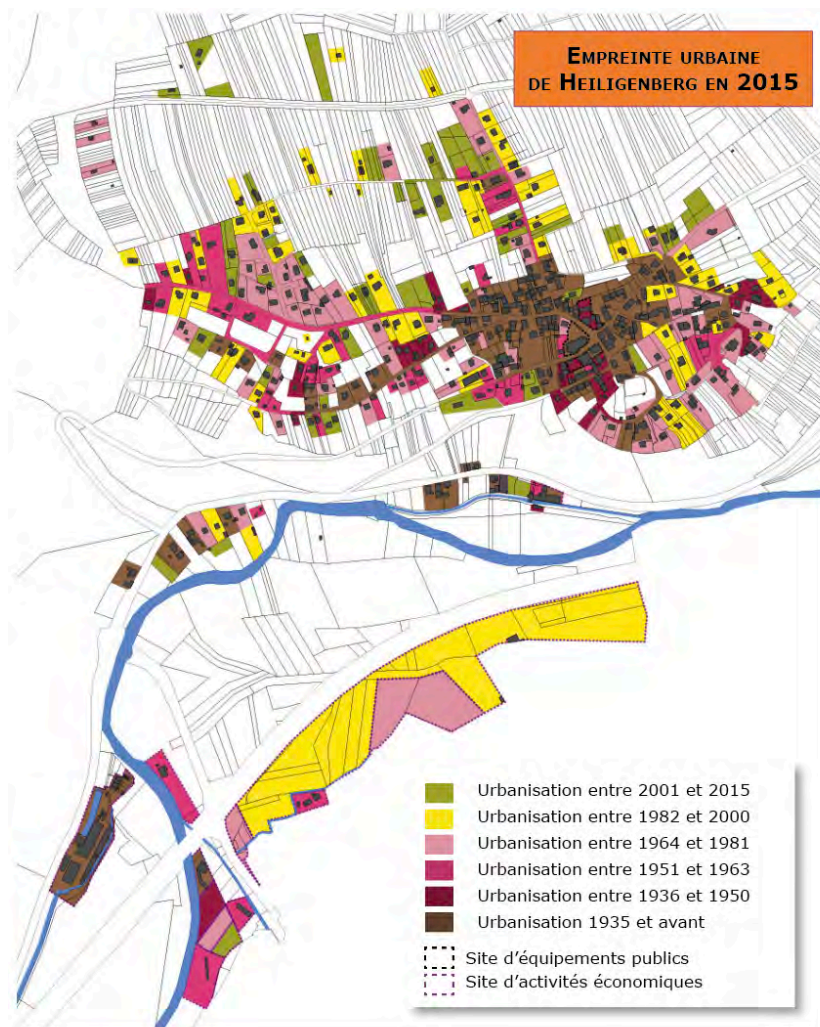 EMPREINTE URBAINE
DE HEILIGENBERG EN 2015
Urbanisation entre 2001 et 2015
Urbanisation entre 1982 et 2000
Urbanisation entre 1964 et 1981
Urbanisation entre 1951 et 1963
Urbanisation entre 1936 et 1950
Urbanisation 1935 et avant
Site d'équipements publics
Site d'activités économiques